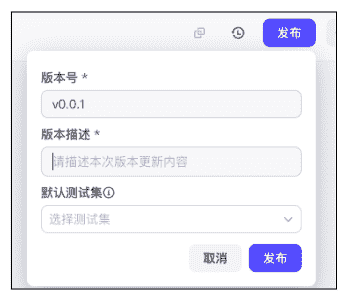 发布
版本号 *
v0.0.1
版本描述 *
请描述本次版本更新内容
默认测试集
选择测试集
取消 发布